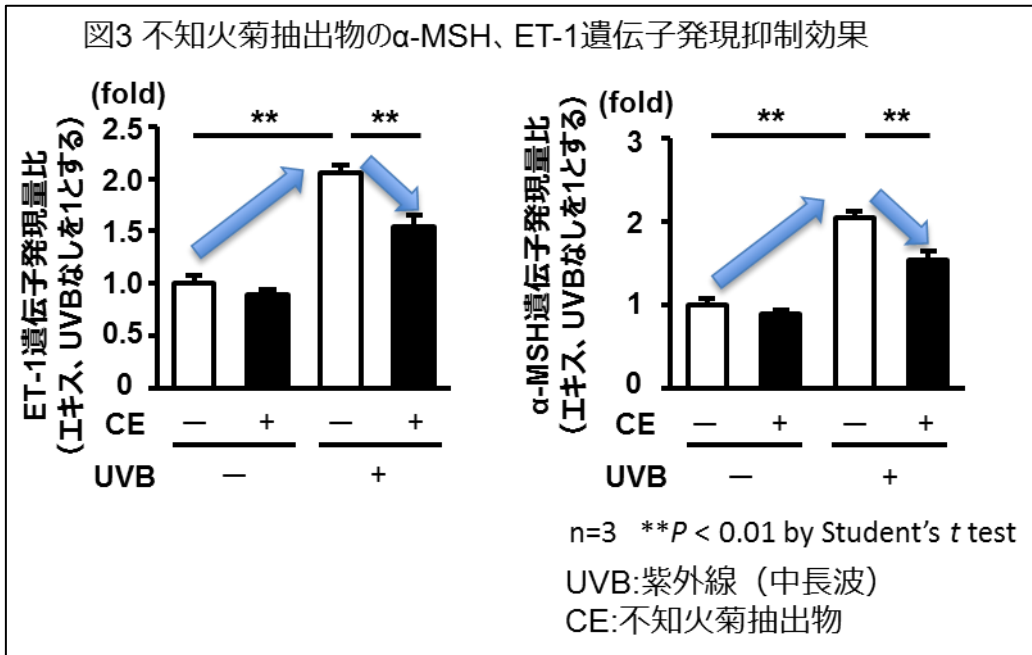 図3 不知火菊抽出物のα-MSH、ET-1遺伝子発現抑制効果
(fold)
ET-1遺伝子発現量比
(エキス、UVBなしを1とする)
2.5
2.0
1.5
1.0
0.5
0
** **
CE — + — +
UVB — +
(fold)
α-MSH遺伝子発現量比
(エキス、UVBなしを1とする)
3
2
1
0
** **
CE — + — +
UVB — +
n=3 **P < 0.01 by Student’s t test
UVB:紫外線(中長波)
CE:不知火菊抽出物